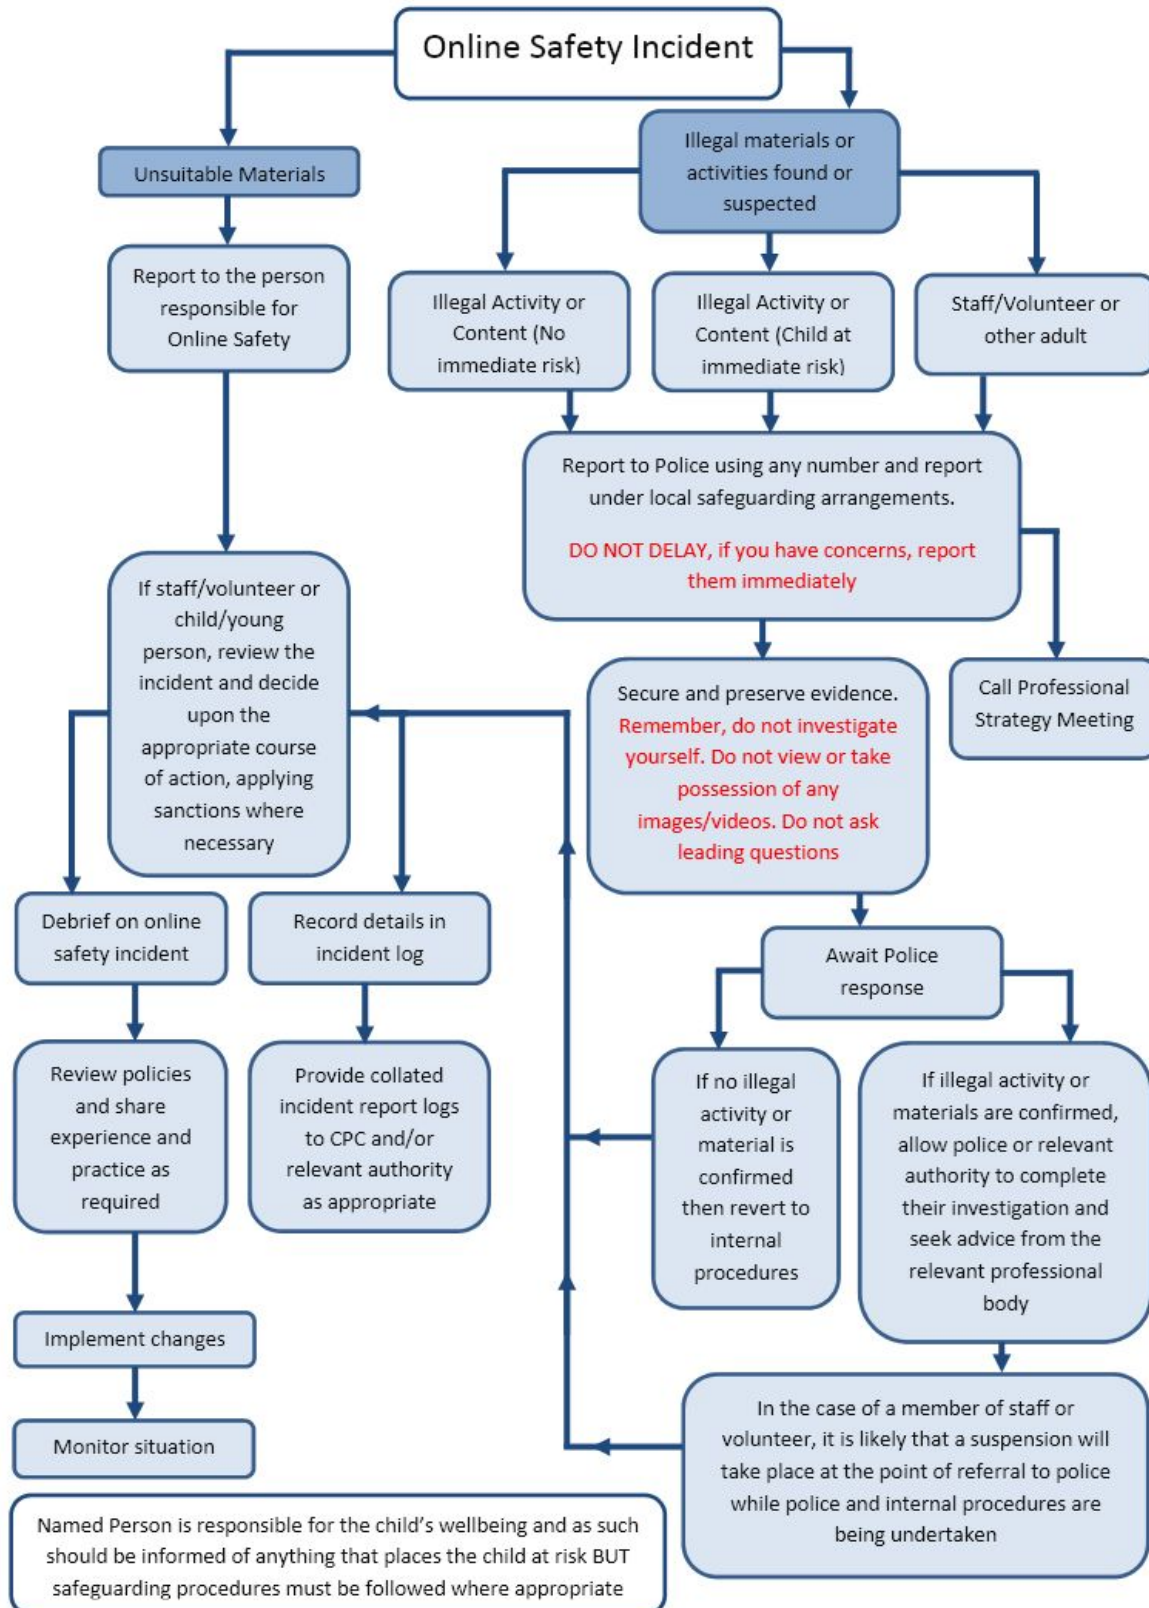 Online Safety Incident
Unsuitable Materials
Report to the person
responsible for
Online Safety
If staff/volunteer or
child/young
person, review the
incident and decide
upon the
appropriate course
of action, applying
sanctions where
necessary
Debrief on online
safety incident
Record details in
incident log
Review policies
and share
experience and
practice as
required
Provide collated
incident report logs
to CPC and/or
relevant authority
as appropriate
Implement changes
Monitor situation
Illegal materials or
activities found or
suspected
Illegal Activity or
Content (No
immediate risk)
Illegal Activity or
Content (Child at
immediate risk)
Staff/Volunteer or
other adult
Report to Police using any number and report
under local safeguarding arrangements.
DO NOT DELAY, if you have concerns, report
them immediately
Secure and preserve evidence.
Remember, do not investigate
yourself. Do not view or take
possession of any
images/videos. Do not ask
leading questions
Call Professional
Strategy Meeting
Await Police
response
If no illegal
activity or
material is
confirmed
then revert to
internal
procedures
If illegal activity or
materials are confirmed,
allow police or relevant
authority to complete
their investigation and
seek advice from the
relevant professional
body
In the case of a member of staff or
volunteer, it is likely that a suspension will
take place at the point of referral to police
while police and internal procedures are
being undertaken
Named Person is responsible for the child’s wellbeing and as such
should be informed of anything that places the child at risk BUT
safeguarding procedures must be followed where appropriate